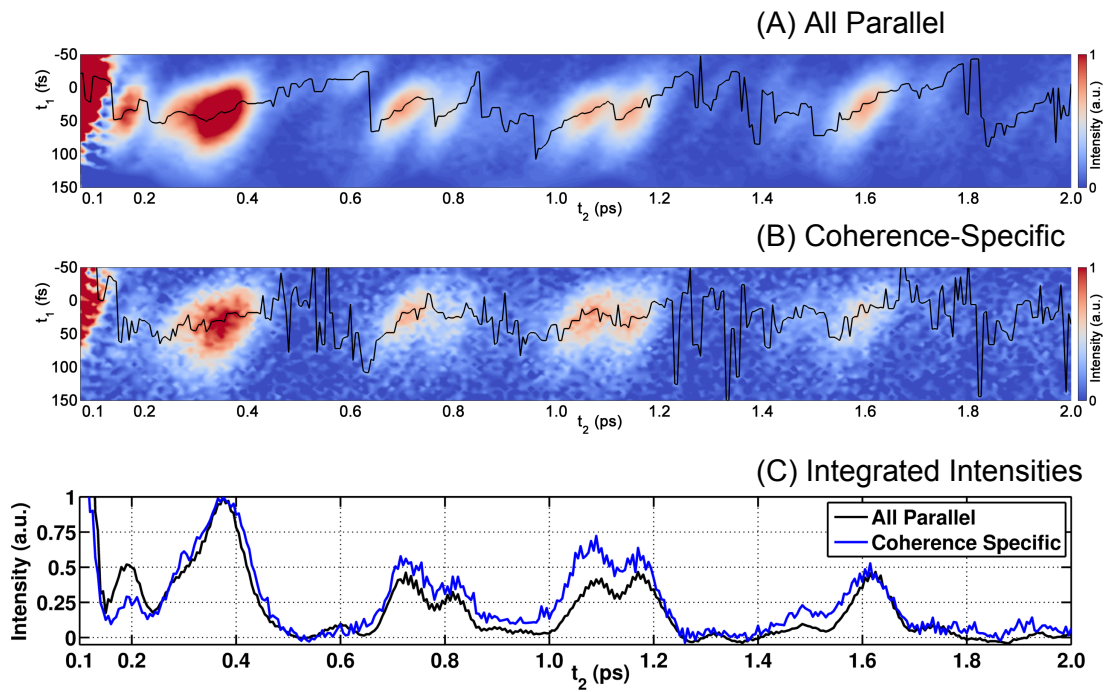 (A) All Parallel
-50
0
50
100
150
t1 (fs)
0.1 0.2 0.4 0.6 0.8 1.0 1.2 1.4 1.6 1.8 2.0
t2 (ps)
1
0
Intensity (a.u.)
(B) Coherence-Specific
-50
0
50
100
150
t1 (fs)
0.1 0.2 0.4 0.6 0.8 1.0 1.2 1.4 1.6 1.8 2.0
t2 (ps)
1
0
Intensity (a.u.)
(C) Integrated Intensities
1
0.75
0.5
0.25
0
Intensity (a.u.)
All Parallel
Coherence Specific
0.1 0.2 0.4 0.6 0.8 1.0 1.2 1.4 1.6 1.8 2.0
t2 (ps)